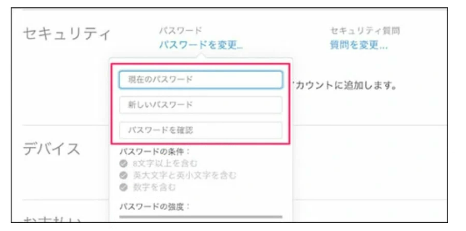 セキュリティ
パスワード
パスワードを変更...
セキュリティ質問
質問を変更...
現在のパスワード
カウントに追加します。
新しいパスワード
パスワードを確認
デバイス
パスワードの条件：
8文字以上を含む
英大文字と英小文字を含む
数字を含む
パスワードの強度：
お支払い